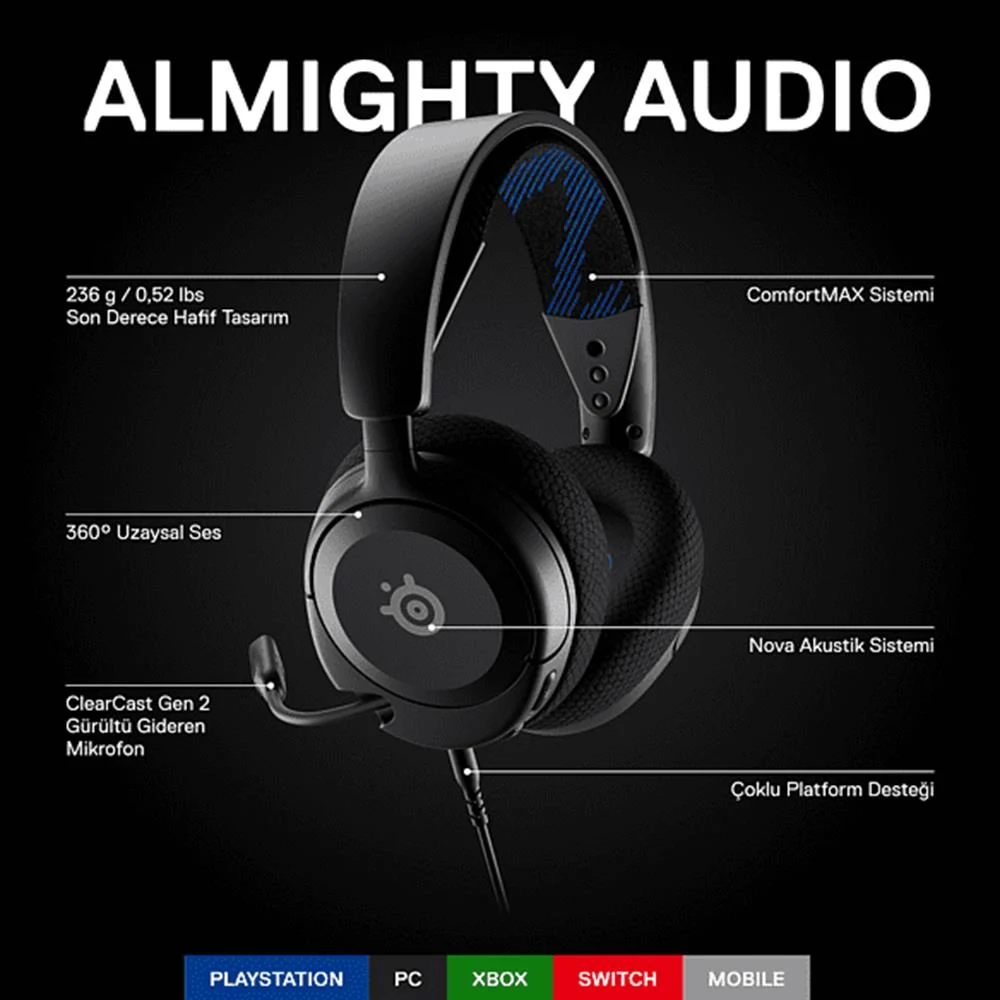 ALMIGHTY AUDIO
236 g / 0,52 lbs
Son Derece Hafif Tasarım
ComfortMAX Sistemi
360° Uzaysal Ses
Nova Akustik Sistemi
ClearCast Gen 2
Gürültü Gideren
Mikrofon
Çoklu Platform Desteği
PLAYSTATION PC XBOX SWITCH MOBILE